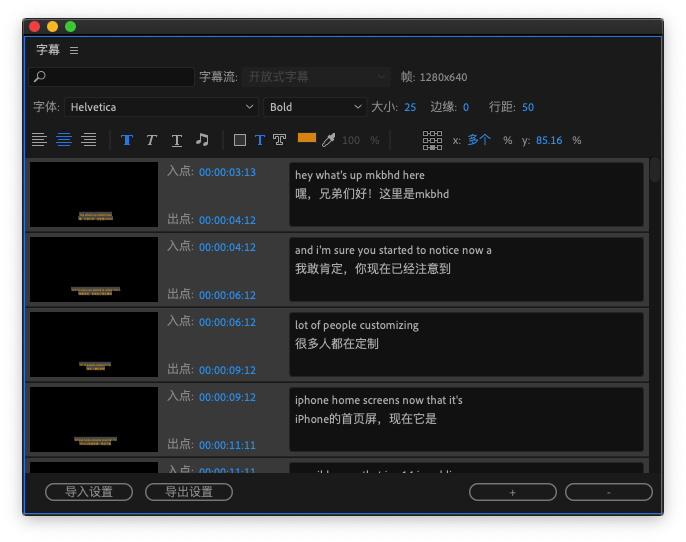 字幕
字幕流: 开放式字幕 帧: 1280x640
字体: Helvetica Bold 大小: 25 边缘: 0 行距: 50
T T T T T 100 % x: 多个 % y: 85.16 %
入点: 00:00:03:13
出点: 00:00:04:12
hey what's up mkbhd here
嘿，兄弟们好！这里是mkbhd
入点: 00:00:04:12
出点: 00:00:06:12
and i'm sure you started to notice now a
我敢肯定，你现在已经注意到
入点: 00:00:06:12
出点: 00:00:09:12
lot of people customizing
很多人都在定制
入点: 00:00:09:12
出点: 00:00:11:11
iphone home screens now that it's
iPhone的首页屏，现在它是
入点: 00:00:11:11
导入设置 导出设置 + -